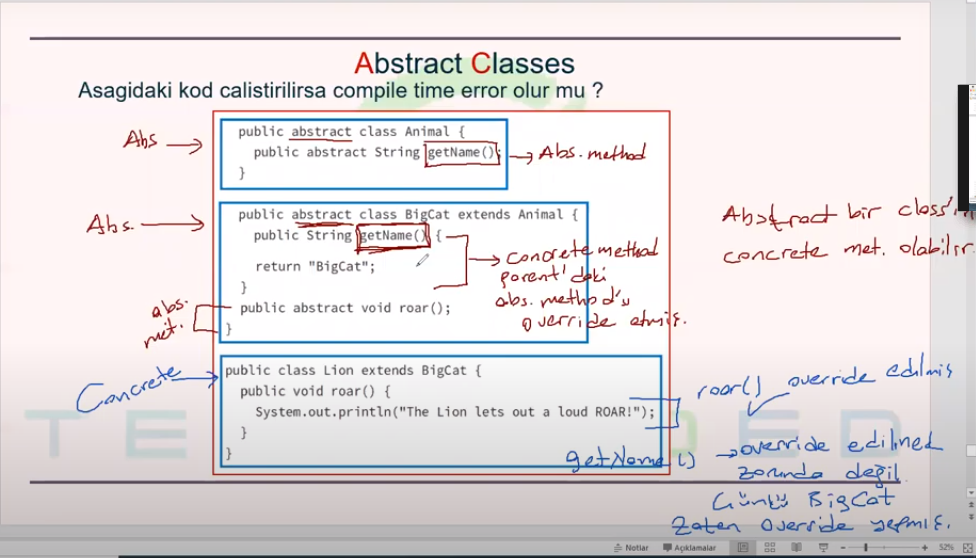 Abstract Classes
Asagidaki kod calistirilirsa compile time error olur mu ?
Abs
public abstract class Animal {
public abstract String getName();
}
Abs. method
Abs.
public abstract class BigCat extends Animal {
public String getName() {
return "BigCat";
}
public abstract void roar();
}
Concrete method
parent'daki
abs. method'u
override etmis.
abs.
met.
Abstract bir class'ın
concrete met. olabilir.
Concrete
public class Lion extends BigCat {
public void roar() {
System.out.println("The Lion lets out a loud ROAR!");
}
}
roar() override edilmis
getName() override edilmek
zorunda değil
Çünkü BigCat
Zaten override yapmıs.
Notlar
Açıklamalar
52%